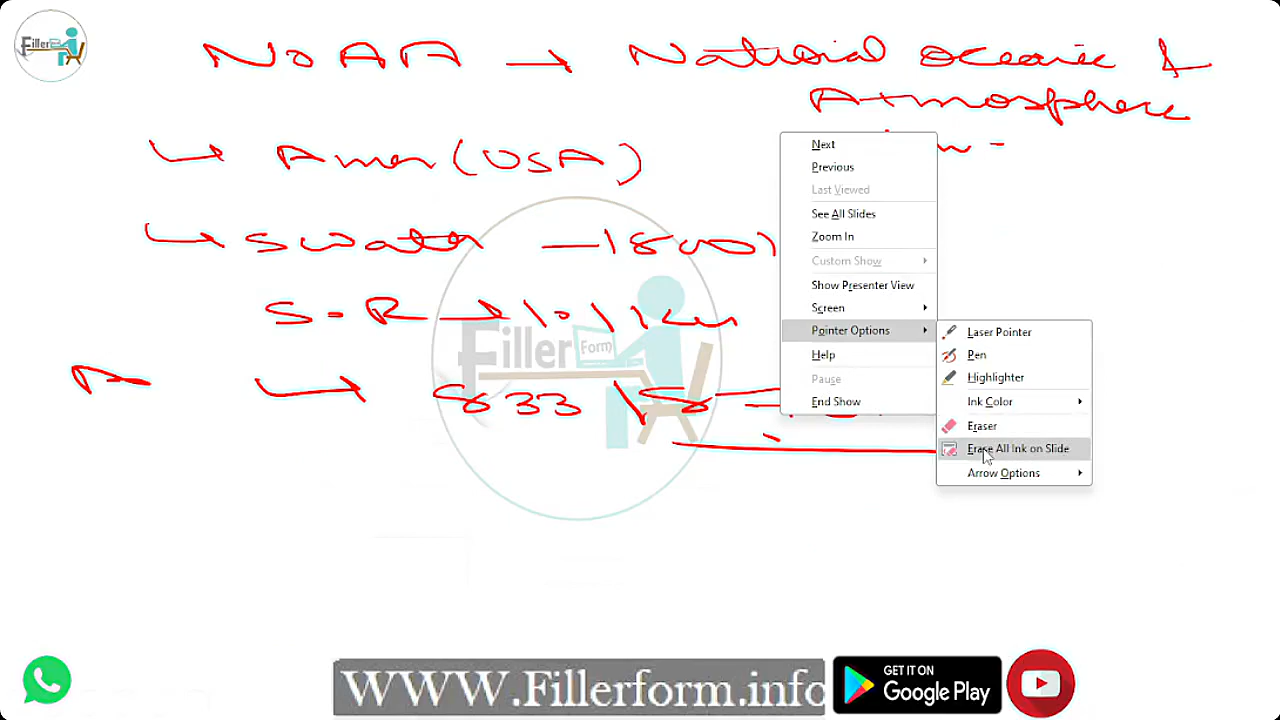 Filler
NOAA → National Oceanic &
Atmosphere
↳ Amer (USA)
↳ Swath – 1800
S.R → 1.1 km
Filler Form
→ S833
Next
Previous
Last Viewed
See All Slides
Zoom In
Custom Show
Show Presenter View
Screen
Pointer Options
Help
Pause
End Show
Laser Pointer
Pen
Highlighter
Ink Color
Eraser
Erase All Ink on Slide
Arrow Options
WWW.Fillerform.info
GET IT ON
Google Play